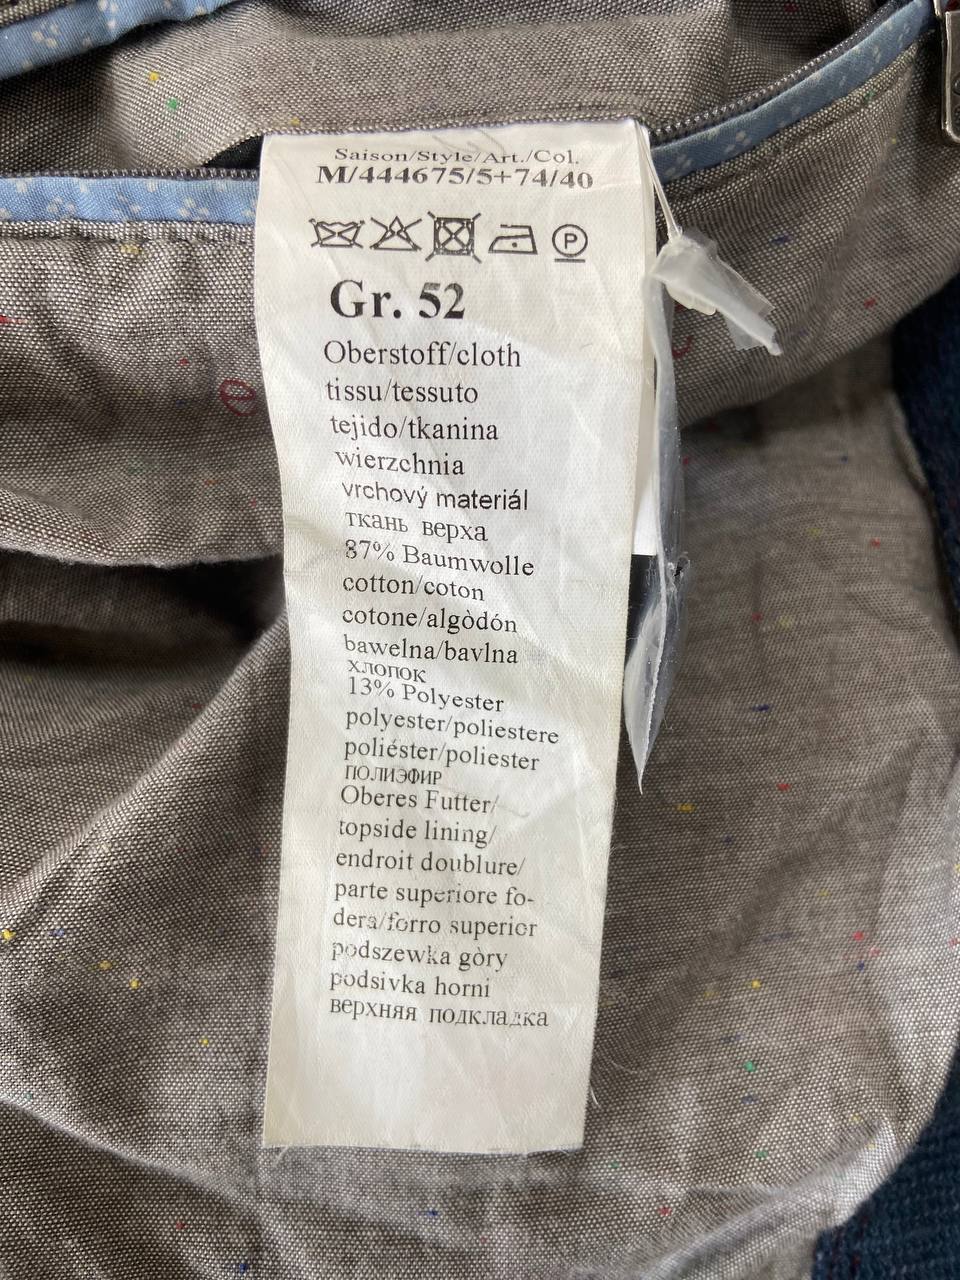 Saison/Style/Art./Col.
M/444675/5+74/40
P
Gr. 52
Oberstoff/cloth
tissu/tessuto
tejido/tkanina
wierzchnia
vrchový materiál
ткань верха
87% Baumwolle
cotton/coton
cotone/algòdón
bawelna/bavlna
хлопок
13% Polyester
polyester/poliestere
poliéster/poliester
полиэфир
Oberes Futter/
topside lining/
endroit doublure/
parte superiore fo-
dera/forro superior
podszewka gòry
podsivka horni
верхняя подкладка